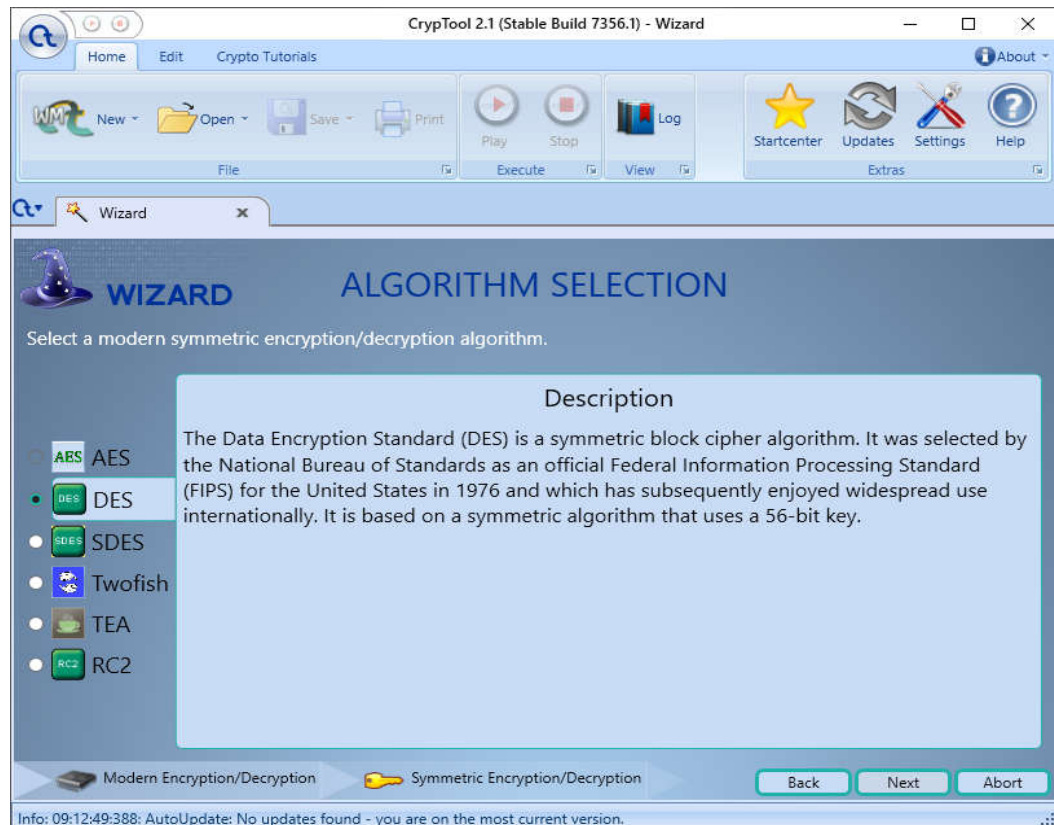 CrypTool 2.1 (Stable Build 7356.1) - Wizard
Home Edit Crypto Tutorials About
New Open Save Print Play Stop Log Startcenter Updates Settings Help
File Execute View Extras
Wizard
WIZARD ALGORITHM SELECTION
Select a modern symmetric encryption/decryption algorithm.
Description
The Data Encryption Standard (DES) is a symmetric block cipher algorithm. It was selected by
the National Bureau of Standards as an official Federal Information Processing Standard
(FIPS) for the United States in 1976 and which has subsequently enjoyed widespread use
internationally. It is based on a symmetric algorithm that uses a 56-bit key.
AES AES
DES DES
SDES SDES
Twofish
TEA
RC2 RC2
Modern Encryption/Decryption Symmetric Encryption/Decryption Back Next Abort
Info: 09:12:49:388: AutoUpdate: No updates found - you are on the most current version.